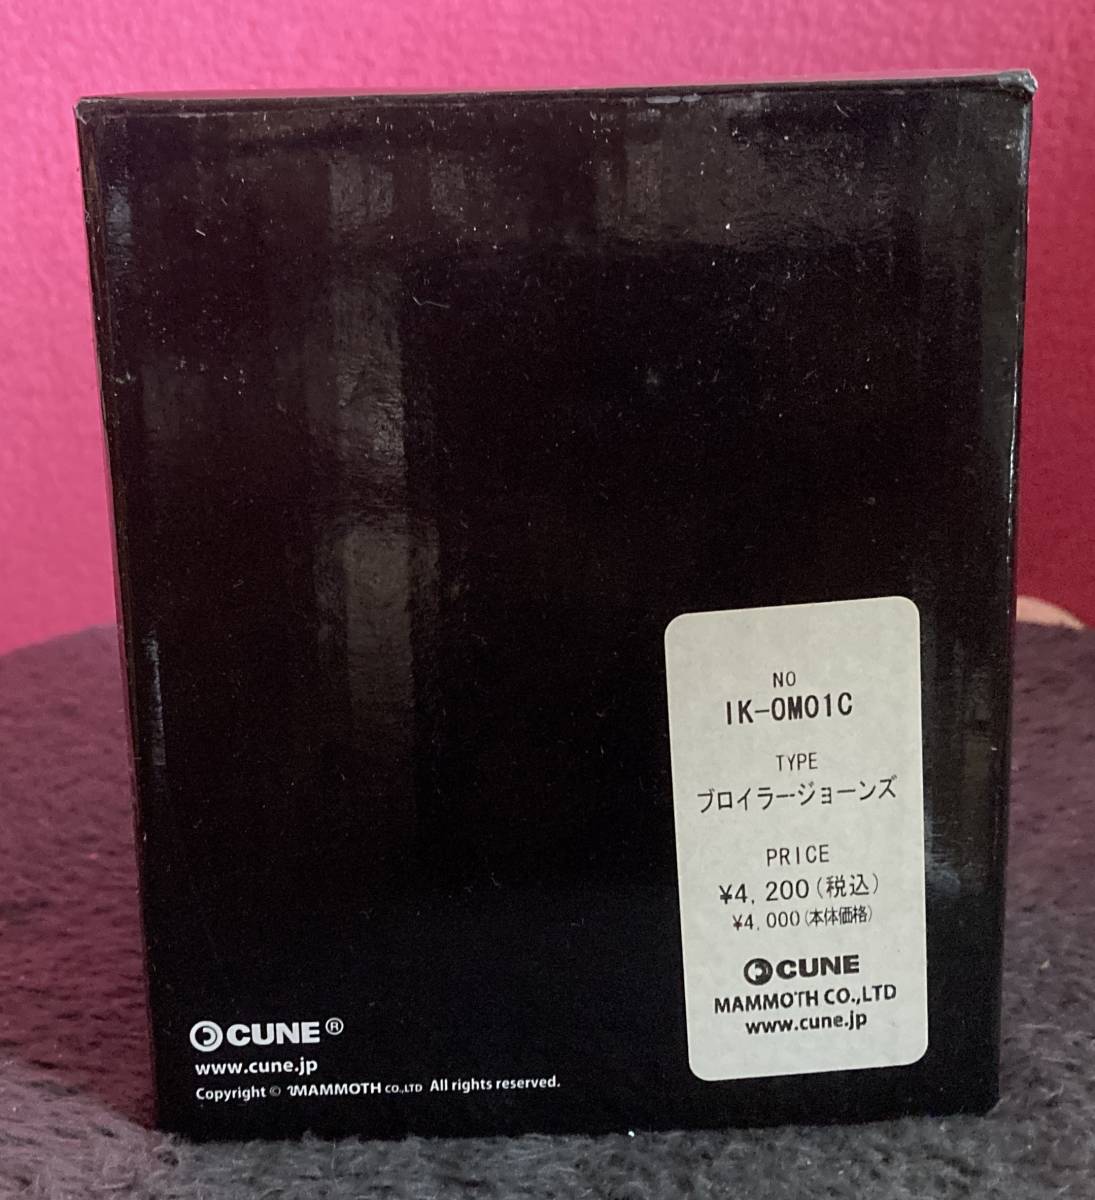 NO
IK-OM01C
TYPE
ブロイラー・ジョーンズ
PRICE
¥4,200(税込)
¥4,000(本体価格)
CUNE
MAMMOTH CO.,LTD
www.cune.jp
CUNE®
www.cune.jp
Copyright © MAMMOTH CO.,LTD All rights reserved.